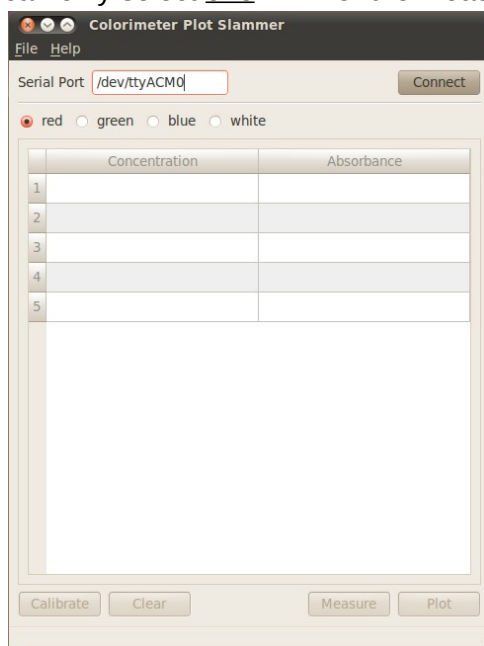 Colorimeter Plot Slammer
File Help
Serial Port /dev/ttyACM0 Connect
red green blue white
Concentration Absorbance
1
2
3
4
5
Calibrate Clear Measure Plot